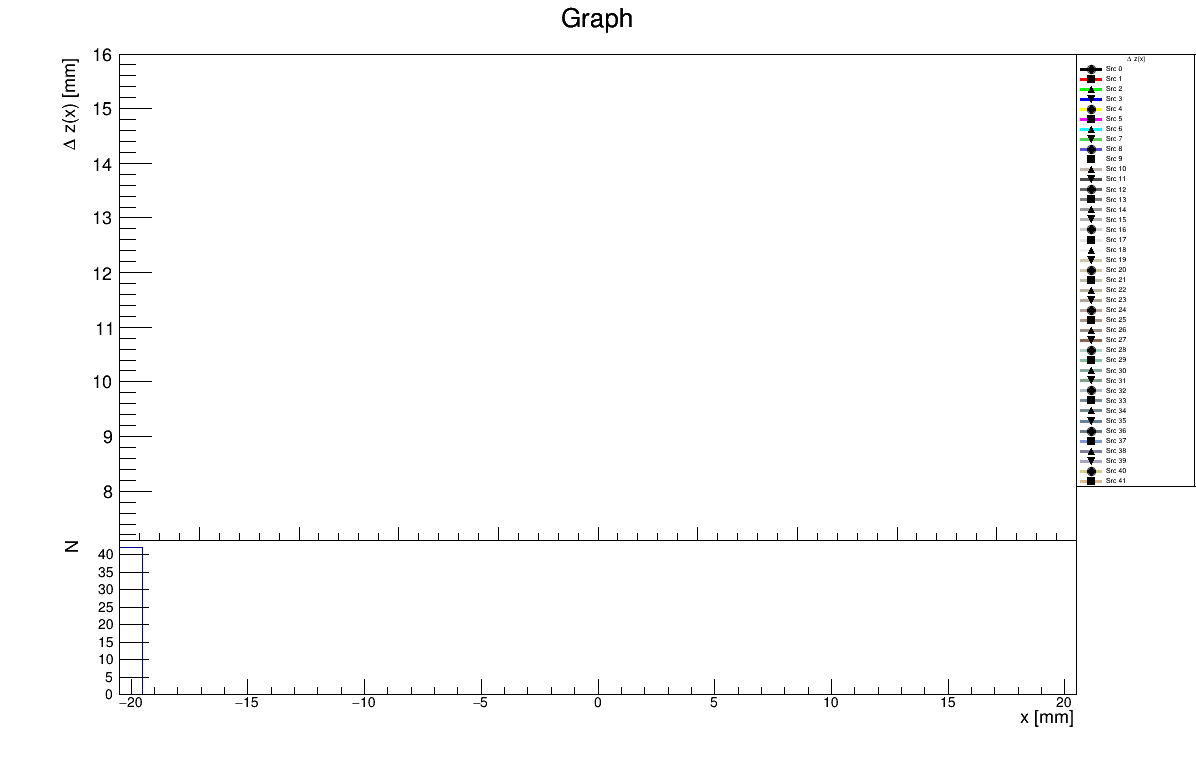 Graph
Δ z(x) [mm]
16
15
14
13
12
11
10
9
8
Δ z(x)
Src 0
Src 1
Src 2
Src 3
Src 4
Src 5
Src 6
Src 7
Src 8
Src 9
Src 10
Src 11
Src 12
Src 13
Src 14
Src 15
Src 16
Src 17
Src 18
Src 19
Src 20
Src 21
Src 22
Src 23
Src 24
Src 25
Src 26
Src 27
Src 28
Src 29
Src 30
Src 31
Src 32
Src 33
Src 34
Src 35
Src 36
Src 37
Src 38
Src 39
Src 40
Src 41
N
40
35
30
25
20
15
10
5
0
−20 −15 −10 −5 0 5 10 15 20
x [mm]